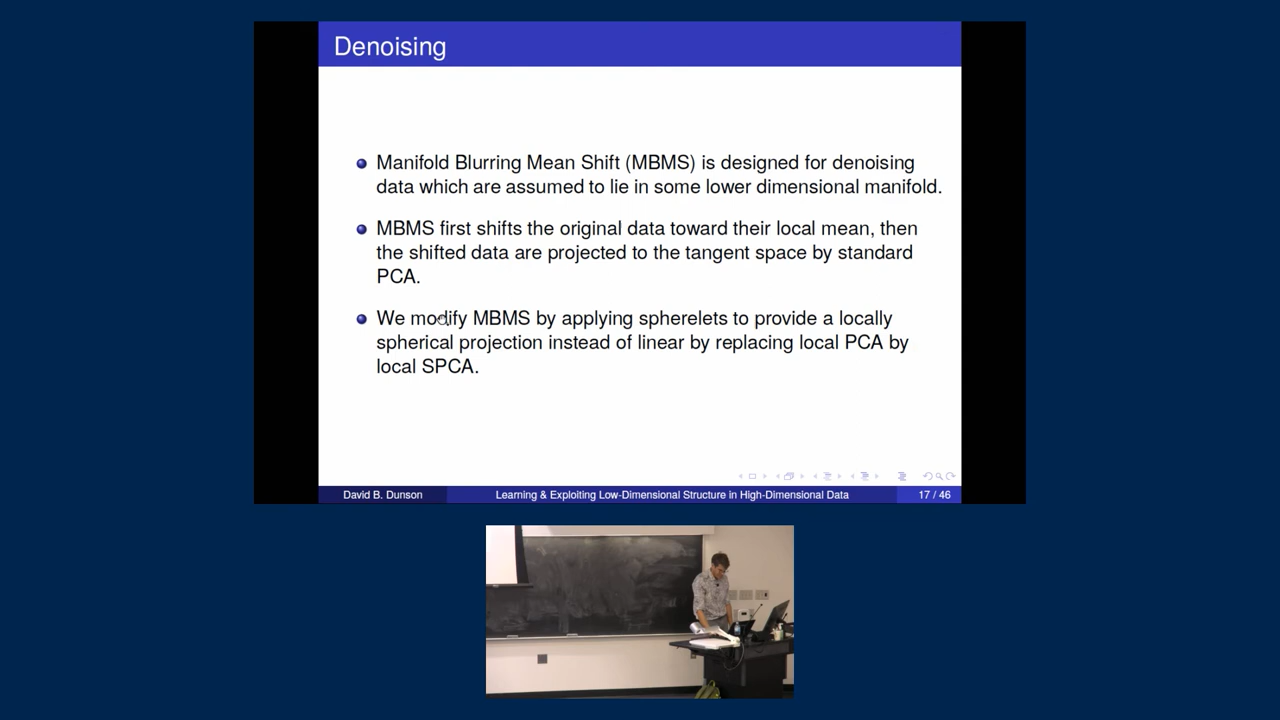 Denoising
Manifold Blurring Mean Shift (MBMS) is designed for denoising
data which are assumed to lie in some lower dimensional manifold.
MBMS first shifts the original data toward their local mean, then
the shifted data are projected to the tangent space by standard
PCA.
We modify MBMS by applying spherelets to provide a locally
spherical projection instead of linear by replacing local PCA by
local SPCA.
David B. Dunson
Learning & Exploiting Low-Dimensional Structure in High-Dimensional Data
17 / 46